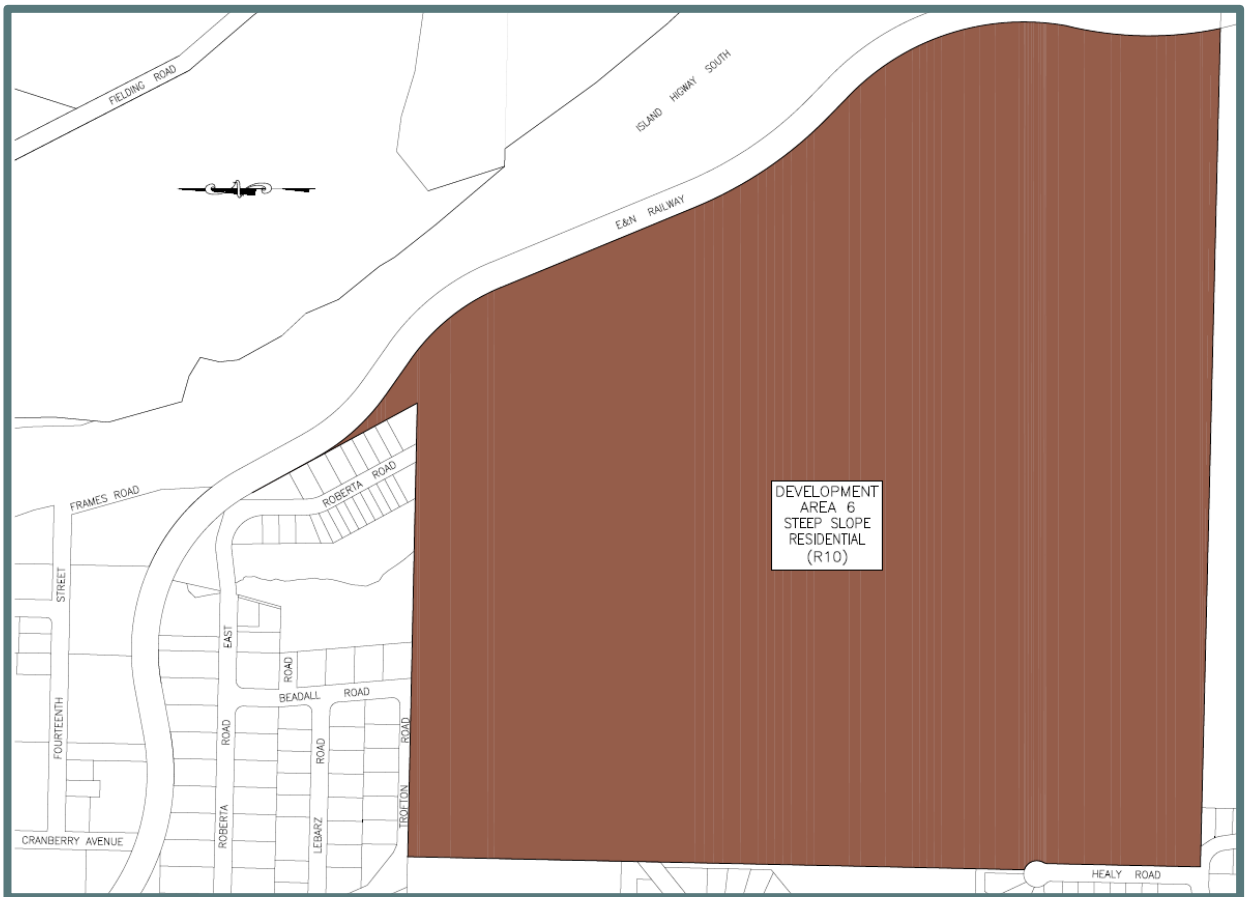 FIELDING ROAD
ISLAND HIGWAY SOUTH
E&N RAILWAY
FRAMES ROAD
ROBERTA ROAD
DEVELOPMENT
AREA 6
STEEP SLOPE
RESIDENTIAL
(R10)
FOURTEENTH STREET
ROBERTA ROAD EAST
ROAD
BEADALL ROAD
LEBARZ ROAD
TROFTON ROAD
CRANBERRY AVENUE
HEALY ROAD